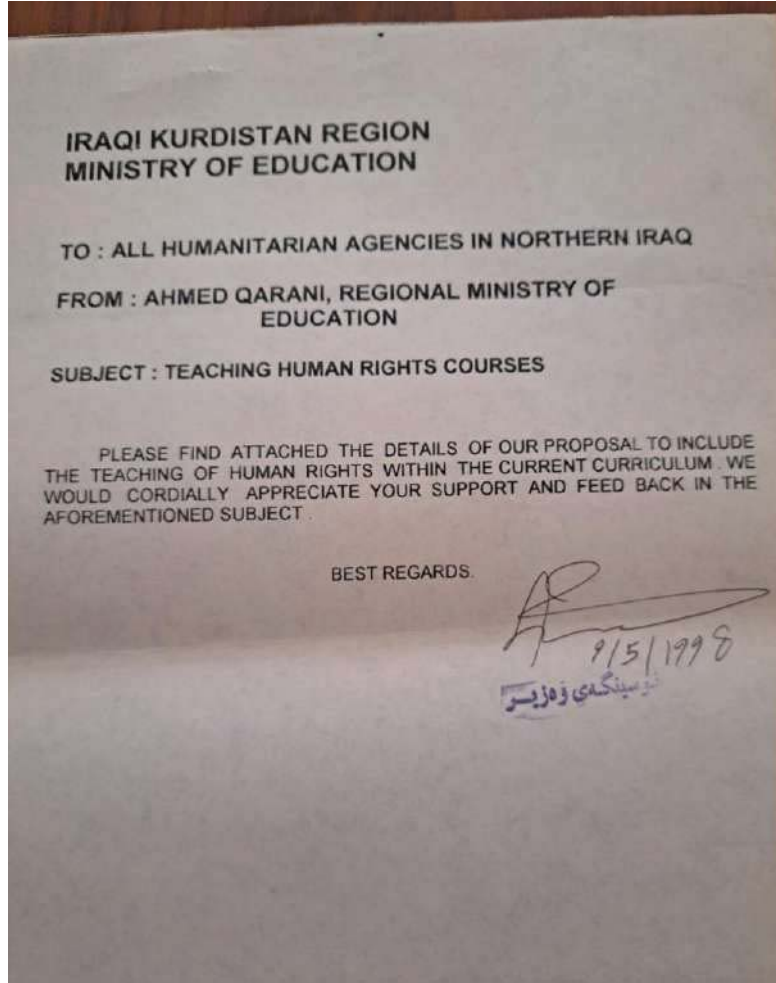 IRAQI KURDISTAN REGION
MINISTRY OF EDUCATION
TO : ALL HUMANITARIAN AGENCIES IN NORTHERN IRAQ
FROM : AHMED QARANI, REGIONAL MINISTRY OF
EDUCATION
SUBJECT : TEACHING HUMAN RIGHTS COURSES
PLEASE FIND ATTACHED THE DETAILS OF OUR PROPOSAL TO INCLUDE
THE TEACHING OF HUMAN RIGHTS WITHIN THE CURRENT CURRICULUM . WE
WOULD CORDIALLY APPRECIATE YOUR SUPPORT AND FEED BACK IN THE
AFOREMENTIONED SUBJECT .
BEST REGARDS.
9/5/1998
نوسینگەی وەزیر